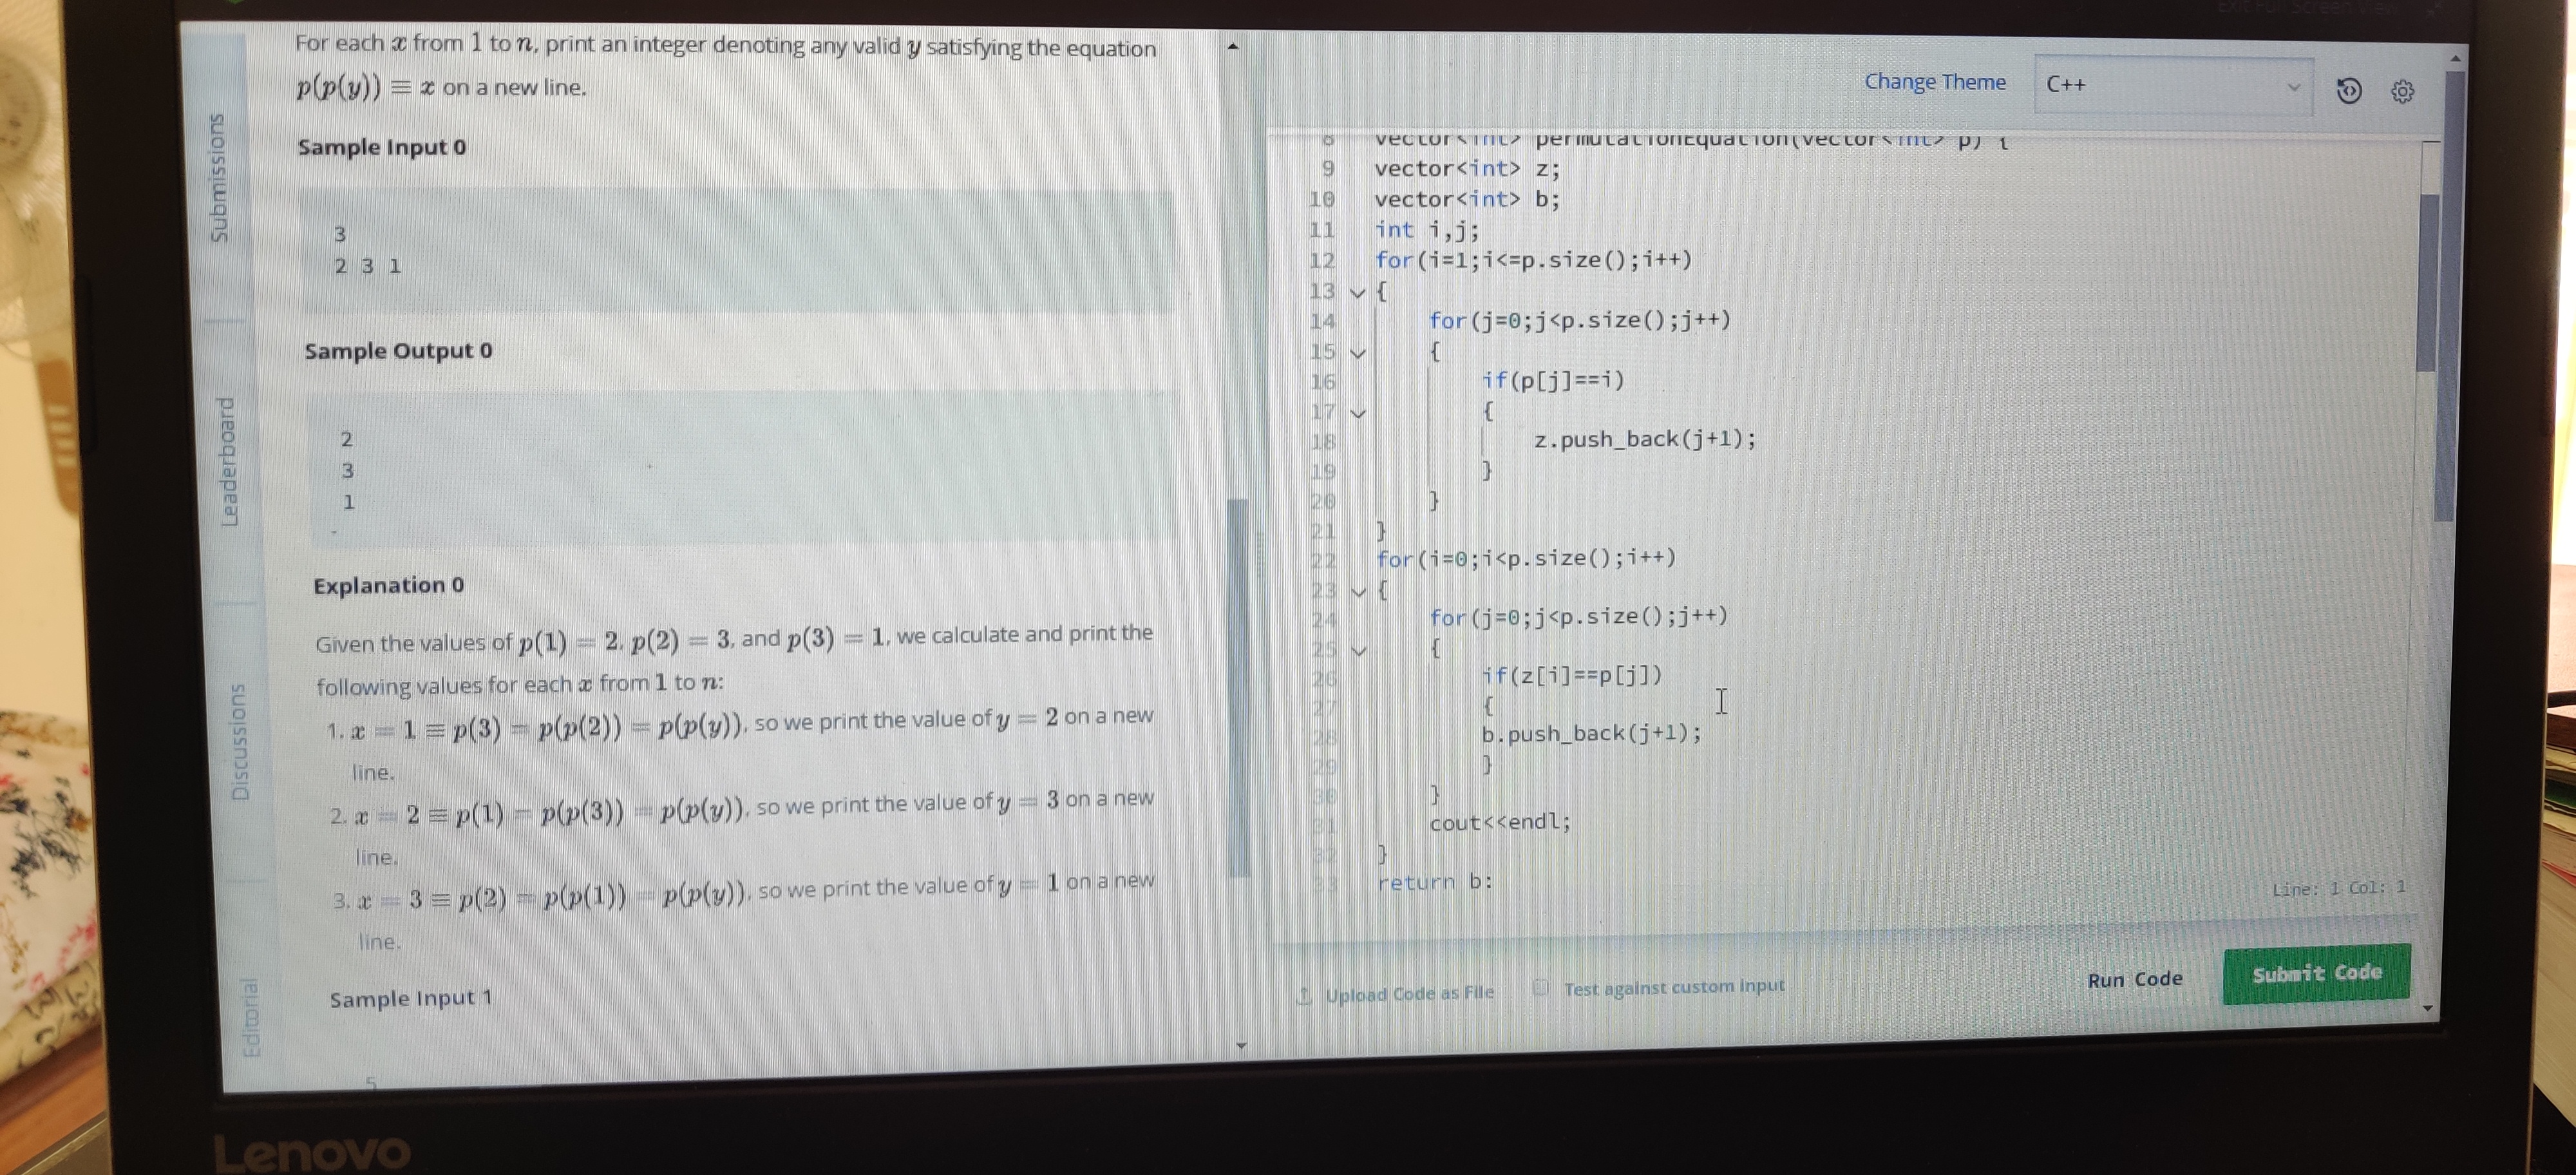 Exit Full Screen View
Submissions
Leaderboard
Discussions
Editorial
For each x from 1 to n, print an integer denoting any valid y satisfying the equation
p(p(y)) ≡ x on a new line.
Sample Input 0
3
2 3 1
Sample Output 0
2
3
1
Explanation 0
Given the values of p(1) = 2, p(2) = 3, and p(3) = 1, we calculate and print the
following values for each x from 1 to n:
1. x = 1 ≡ p(3) = p(p(2)) = p(p(y)), so we print the value of y = 2 on a new
line.
2. x = 2 ≡ p(1) = p(p(3)) = p(p(y)), so we print the value of y = 3 on a new
line.
3. x = 3 ≡ p(2) = p(p(1)) = p(p(y)), so we print the value of y = 1 on a new
line.
Sample Input 1
5
Change Theme C++
8 vector<int> permutationEquation(vector<int> p) {
9 vector<int> z;
10 vector<int> b;
11 int i,j;
12 for(i=1;i<=p.size();i++)
13 {
14 for(j=0;j<p.size();j++)
15 {
16 if(p[j]==i)
17 {
18 z.push_back(j+1);
19 }
20 }
21 }
22 for(i=0;i<p.size();i++)
23 {
24 for(j=0;j<p.size();j++)
25 {
26 if(z[i]==p[j])
27 {
28 b.push_back(j+1);
29 }
30 }
31 cout<<endl;
32 }
33 return b;
Line: 1 Col: 1
Upload Code as File Test against custom input Run Code Submit Code
Lenovo